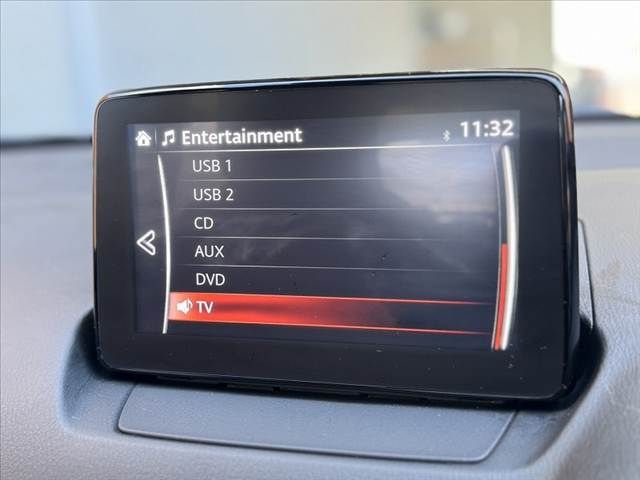 Entertainment 11:32
USB 1
USB 2
CD
AUX
DVD
TV